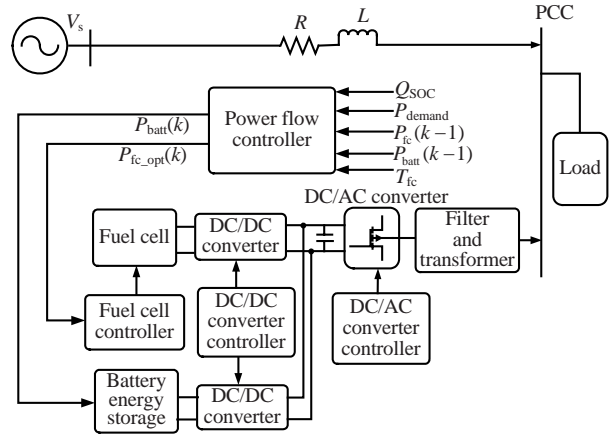 V_s
R
L
PCC
Power flow
controller
Q_SOC
P_demand
P_fc(k−1)
P_batt(k−1)
T_fc
P_batt(k)
P_fc_opt(k)
Load
DC/AC converter
Fuel cell
DC/DC
converter
Filter
and
transformer
Fuel cell
controller
DC/DC
converter
controller
DC/AC
converter
controller
Battery
energy
storage
DC/DC
converter